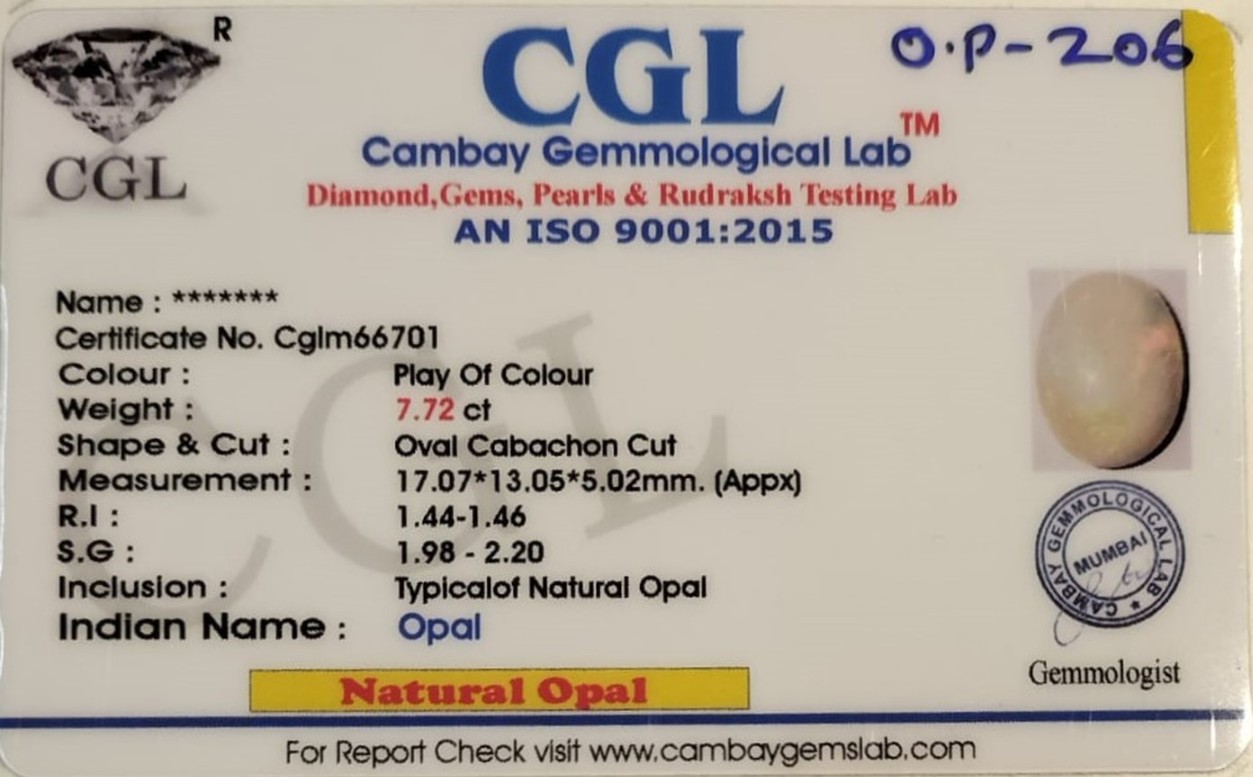 R
CGL
O.P-206
CGL
TM
Cambay Gemmological Lab
Diamond,Gems, Pearls & Rudraksh Testing Lab
AN ISO 9001:2015
Name : *******
Certificate No. Cglm66701
Colour : Play Of Colour
Weight : 7.72 ct
Shape & Cut : Oval Cabachon Cut
Measurement : 17.07*13.05*5.02mm. (Appx)
R.I : 1.44-1.46
S.G : 1.98 - 2.20
Inclusion : Typicalof Natural Opal
Indian Name : Opal
CGL
CAMBAY GEMMOLOGICAL LAB
MUMBAI
Gemmologist
Natural Opal
For Report Check visit www.cambaygemslab.com